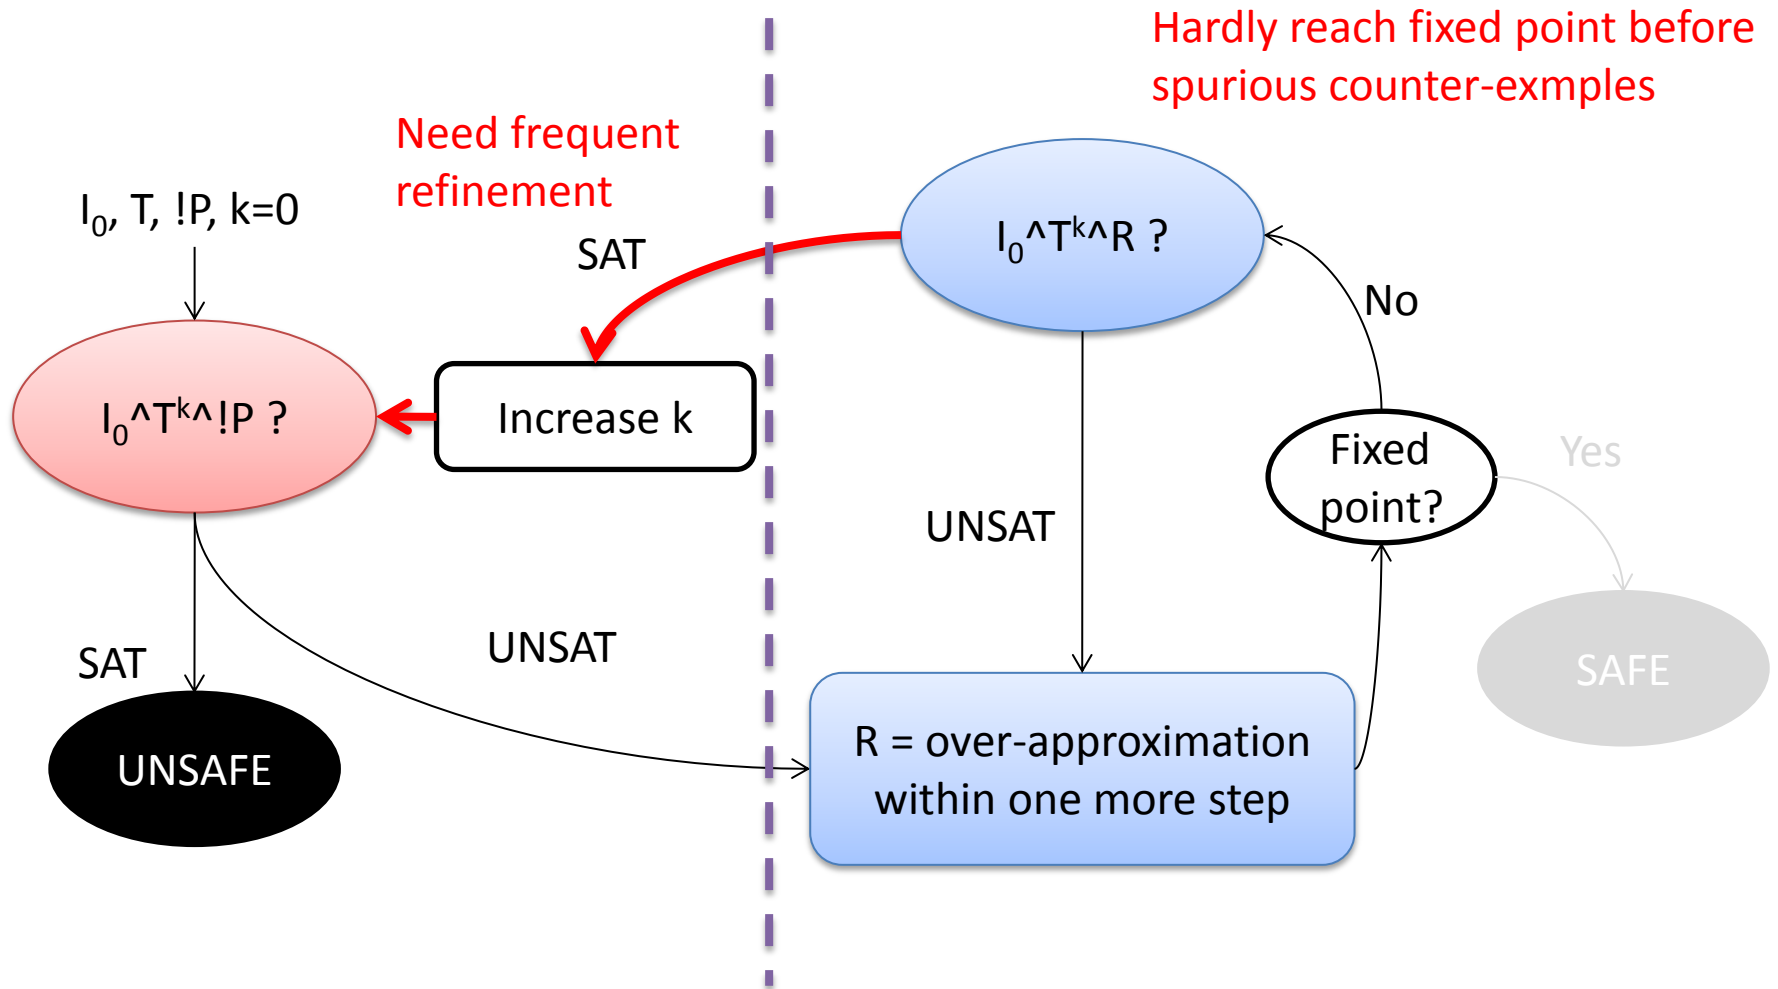 Hardly reach fixed point before
spurious counter-exmples
Need frequent
refinement
I₀, T, !P, k=0
SAT
I₀^Tᵏ^R ?
No
I₀^Tᵏ^!P ?
Increase k
Fixed
point?
Yes
UNSAT
SAT
UNSAT
SAFE
UNSAFE
R = over-approximation
within one more step